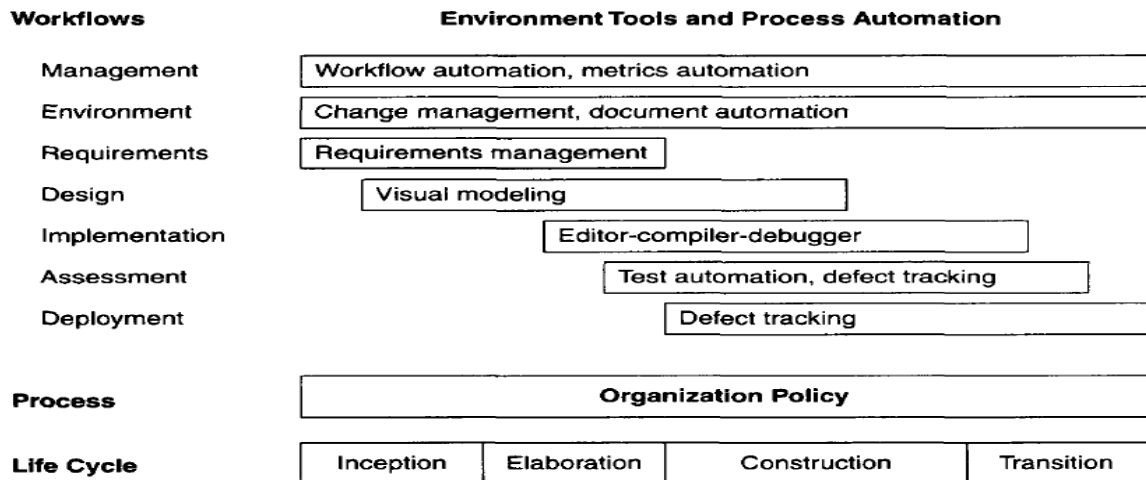 Workflows Environment Tools and Process Automation
Management Workflow automation, metrics automation
Environment Change management, document automation
Requirements Requirements management
Design Visual modeling
Implementation Editor-compiler-debugger
Assessment Test automation, defect tracking
Deployment Defect tracking
Process Organization Policy
Life Cycle Inception Elaboration Construction Transition